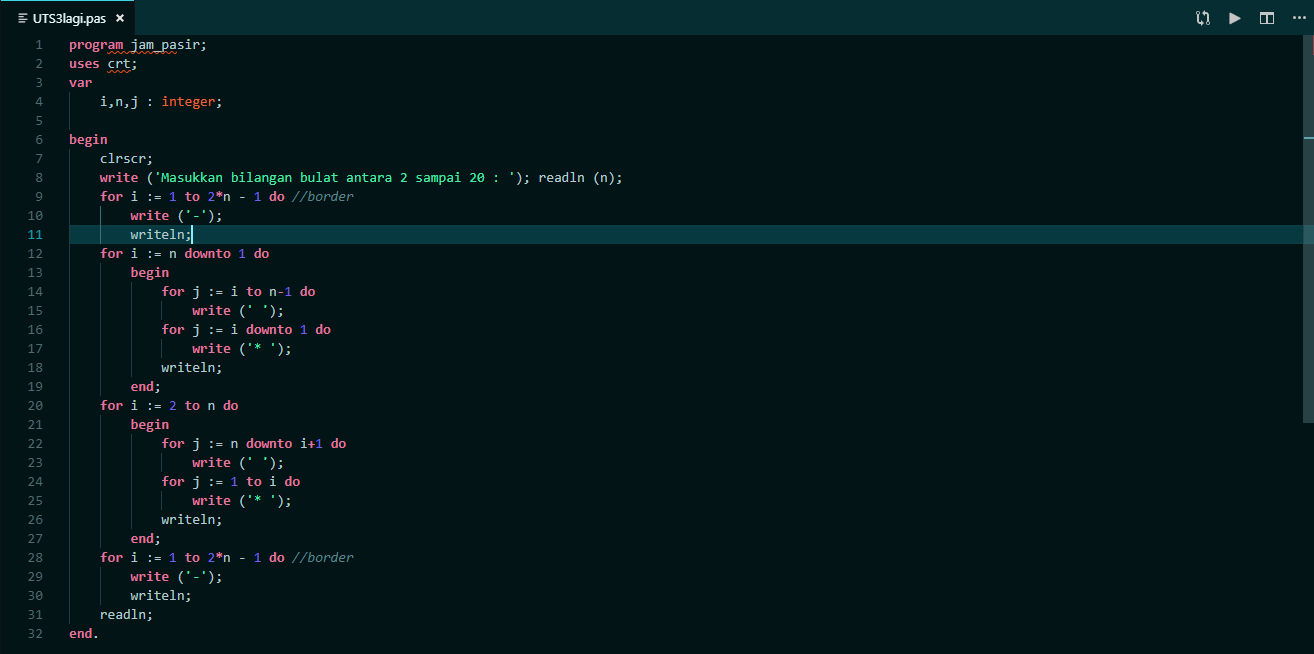 UTS3lagi.pas ×
1 program jam_pasir;
2 uses crt;
3 var
4     i,n,j : integer;
5
6 begin
7     clrscr;
8     write ('Masukkan bilangan bulat antara 2 sampai 20 : '); readln (n);
9     for i := 1 to 2*n - 1 do //border
10         write ('-');
11         writeln;
12     for i := n downto 1 do
13         begin
14             for j := i to n-1 do
15                 write (' ');
16             for j := i downto 1 do
17                 write ('* ');
18             writeln;
19         end;
20     for i := 2 to n do
21         begin
22             for j := n downto i+1 do
23                 write (' ');
24             for j := 1 to i do
25                 write ('* ');
26             writeln;
27         end;
28     for i := 1 to 2*n - 1 do //border
29         write ('-');
30         writeln;
31     readln;
32 end.